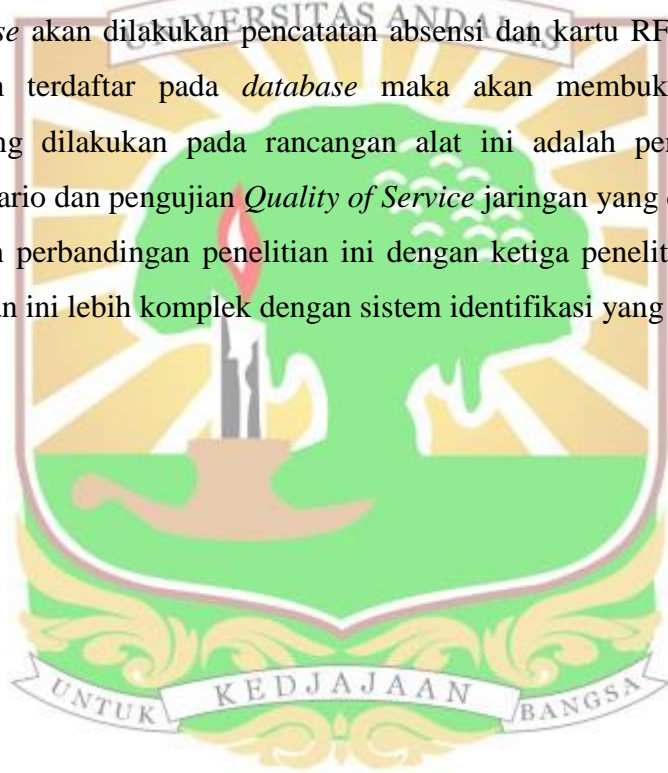 UNIVERSITAS ANDALAS
se akan dilakukan pencatatan absensi dan kartu RF
n terdaftar pada database maka akan membuk
ng dilakukan pada rancangan alat ini adalah per
ario dan pengujian Quality of Service jaringan yang
n perbandingan penelitian ini dengan ketiga penelit
an ini lebih komplek dengan sistem identifikasi yang
UNTUK KEDJAJAAN BANGSA